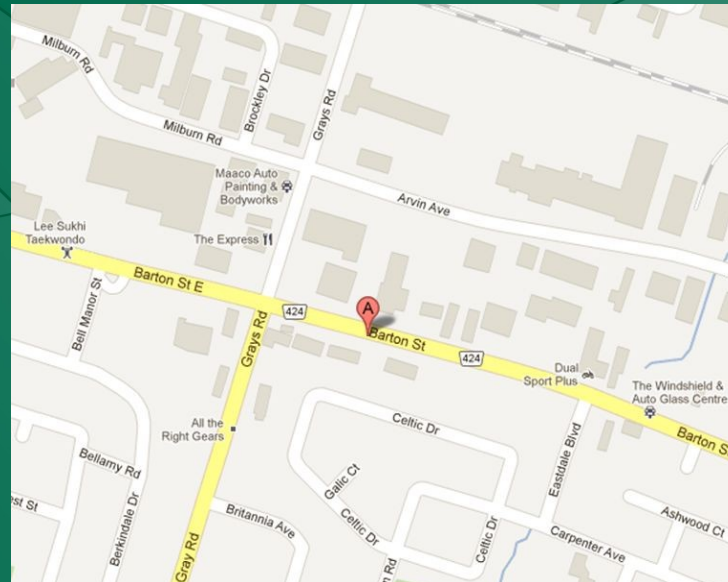 Milburn Rd
Brockley Dr
Grays Rd
Milburn Rd
Maaco Auto
Painting &
Bodyworks
Arvin Ave
Lee Sukhi
Taekwondo
The Express
Barton St E
Bell Manor St
424
A
Barton St
Grays Rd
424
Dual
Sport Plus
The Windshield &
Auto Glass Centre
All the
Right Gears
Celtic Dr
Barton S
Bellamy Rd
Gallic Ct
Eastdale Blvd
est St
Berkindale Dr
Britannia Ave
Celtic Dr
Celtic Dr
Ashwood Ct
Carpenter Ave
Gray Rd
n Rd